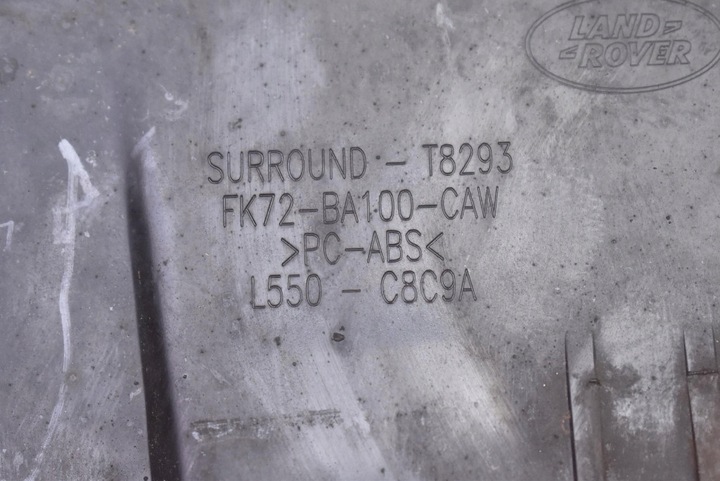 LAND
ROVER
SURROUND - T8293
FK72-BA100-CAW
>PC-ABS<
L550 - C8C9A